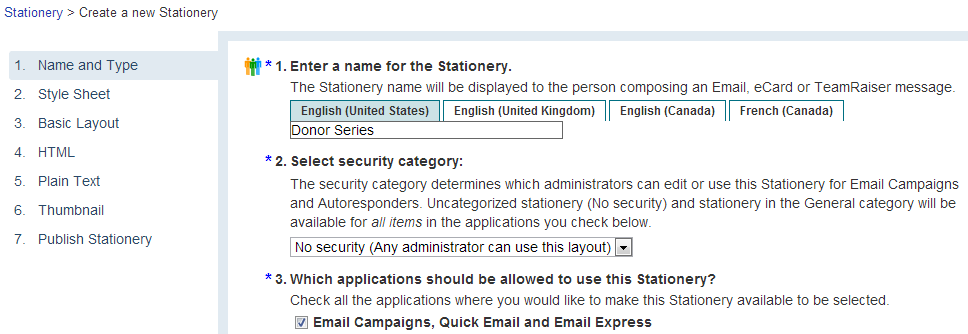 Stationery > Create a new Stationery
1. Name and Type
2. Style Sheet
3. Basic Layout
4. HTML
5. Plain Text
6. Thumbnail
7. Publish Stationery
* 1. Enter a name for the Stationery.
The Stationery name will be displayed to the person composing an Email, eCard or TeamRaiser message.
English (United States) English (United Kingdom) English (Canada) French (Canada)
Donor Series
* 2. Select security category:
The security category determines which administrators can edit or use this Stationery for Email Campaigns
and Autoresponders. Uncategorized stationery (No security) and stationery in the General category will be
available for all items in the applications you check below.
No security (Any administrator can use this layout)
* 3. Which applications should be allowed to use this Stationery?
Check all the applications where you would like to make this Stationery available to be selected.
Email Campaigns, Quick Email and Email Express